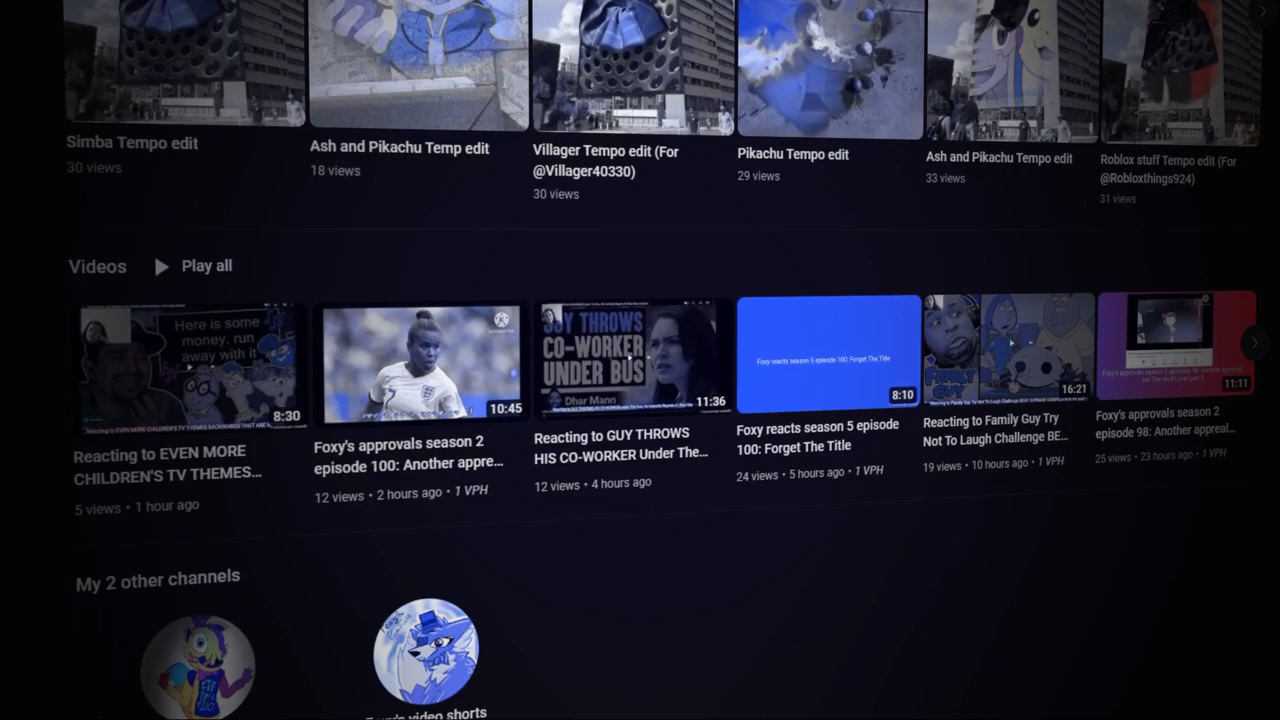 Simba Tempo edit
30 views
Ash and Pikachu Temp edit
18 views
Villager Tempo edit (For
@Villager40330)
30 views
Pikachu Tempo edit
29 views
Ash and Pikachu Tempo edit
33 views
Roblox stuff Tempo edit (For
@Robloxthings924)
31 views
Videos
Play all
Here is some
money. run
away with it
8:30
Reacting to EVEN MORE
CHILDREN'S TV THEMES...
5 views • 1 hour ago
10:45
Foxy's approvals season 2
episode 100: Another appre...
12 views • 2 hours ago • 1 VPH
GUY THROWS
CO-WORKER
UNDER BUS
Dhar Mann
11:36
Reacting to GUY THROWS
HIS CO-WORKER Under The...
12 views • 4 hours ago
Foxy reacts season 5 episode 100: Forget The Title
8:10
Foxy reacts season 5 episode
100: Forget The Title
24 views • 5 hours ago • 1 VPH
16:21
Reacting to Family Guy Try
Not To Laugh Challenge BE...
19 views • 10 hours ago • 1 VPH
11:11
Foxy's approvals season 2
episode 98: Another appreal...
25 views • 23 hours ago • 1 VPH
My 2 other channels
Foxy's video shorts